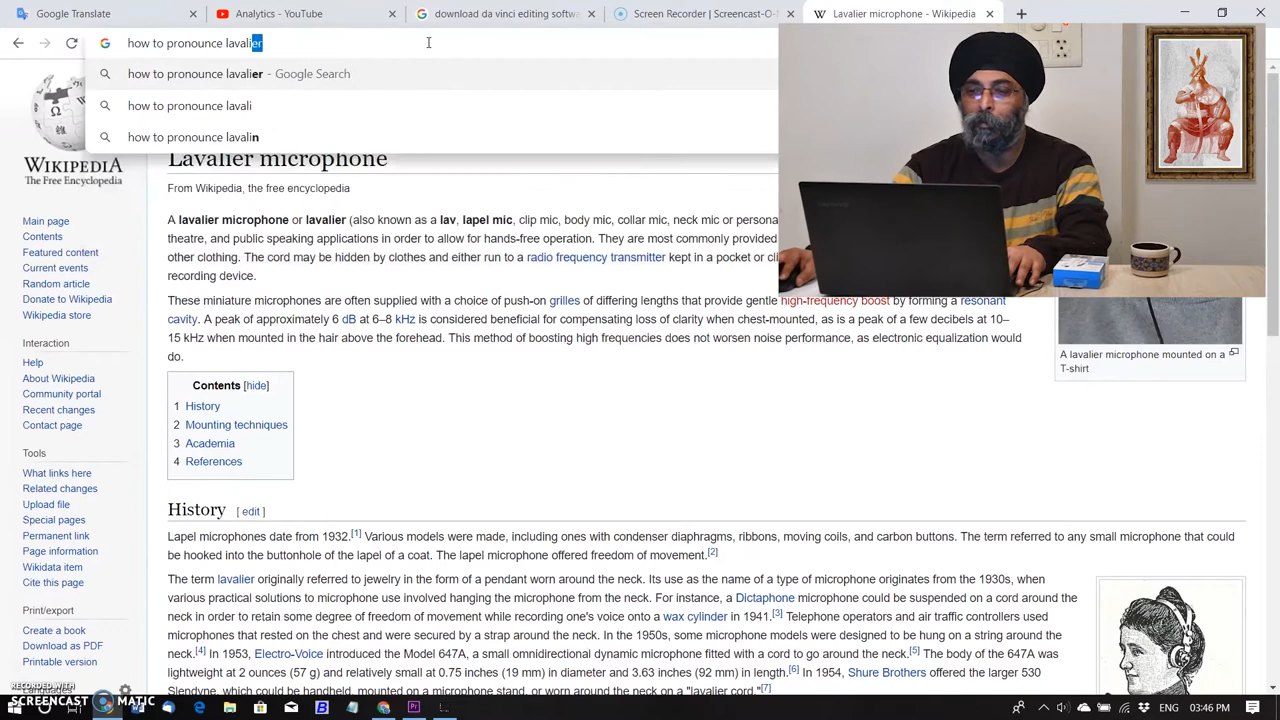 Google Translate
Analytics - YouTube
download da vinci editing softw
Screen Recorder | Screencast-O-
Lavalier microphone - Wikipedia
how to pronounce lavalier
how to pronounce lavalier - Google Search
how to pronounce lavali
how to pronounce lavalin
WIKIPEDIA
The Free Encyclopedia
Main page
Contents
Featured content
Current events
Random article
Donate to Wikipedia
Wikipedia store
Interaction
Help
About Wikipedia
Community portal
Recent changes
Contact page
Tools
What links here
Related changes
Upload file
Special pages
Permanent link
Page information
Wikidata item
Cite this page
Print/export
Create a book
Download as PDF
Printable version
Languages
Lavalier microphone
From Wikipedia, the free encyclopedia
A lavalier microphone or lavalier (also known as a lav, lapel mic, clip mic, body mic, collar mic, neck mic or persona
theatre, and public speaking applications in order to allow for hands-free operation. They are most commonly provided
other clothing. The cord may be hidden by clothes and either run to a radio frequency transmitter kept in a pocket or cli
recording device.
These miniature microphones are often supplied with a choice of push-on grilles of differing lengths that provide gentle high-frequency boost by forming a resonant
cavity. A peak of approximately 6 dB at 6–8 kHz is considered beneficial for compensating loss of clarity when chest-mounted, as is a peak of a few decibels at 10–
15 kHz when mounted in the hair above the forehead. This method of boosting high frequencies does not worsen noise performance, as electronic equalization would
do.
A lavalier microphone mounted on a
T-shirt
Contents [hide]
1 History
2 Mounting techniques
3 Academia
4 References
History [ edit ]
Lapel microphones date from 1932.[1] Various models were made, including ones with condenser diaphragms, ribbons, moving coils, and carbon buttons. The term referred to any small microphone that could
be hooked into the buttonhole of the lapel of a coat. The lapel microphone offered freedom of movement.[2]
The term lavalier originally referred to jewelry in the form of a pendant worn around the neck. Its use as the name of a type of microphone originates from the 1930s, when
various practical solutions to microphone use involved hanging the microphone from the neck. For instance, a Dictaphone microphone could be suspended on a cord around the
neck in order to retain some degree of freedom of movement while recording one's voice onto a wax cylinder in 1941.[3] Telephone operators and air traffic controllers used
microphones that rested on the chest and were secured by a strap around the neck. In the 1950s, some microphone models were designed to be hung on a string around the
neck.[4] In 1953, Electro-Voice introduced the Model 647A, a small omnidirectional dynamic microphone fitted with a cord to go around the neck.[5] The body of the 647A was
lightweight at 2 ounces (57 g) and relatively small at 0.75 inches (19 mm) in diameter and 3.63 inches (92 mm) in length.[6] In 1954, Shure Brothers offered the larger 530
Slendyne, which could be handheld, mounted on a microphone stand, or worn around the neck on a "lavalier cord."[7]
RECORDED WITH
SCREENCAST MATIC
ENG
03:46 PM